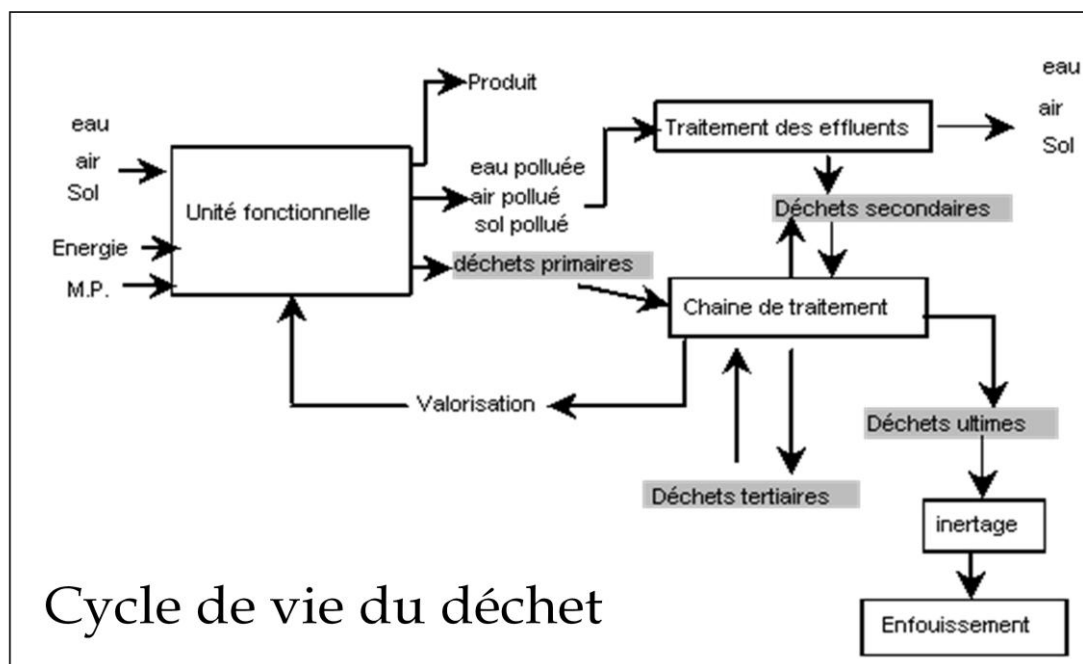 eau
air
Sol
Energie
M.P.
Unité fonctionnelle
Produit
eau polluée
air pollué
sol pollué
déchets primaires
Traitement des effluents
eau
air
Sol
Déchets secondaires
Chaine de traitement
Valorisation
Déchets tertiaires
Déchets ultimes
inertage
Enfouissement
Cycle de vie du déchet